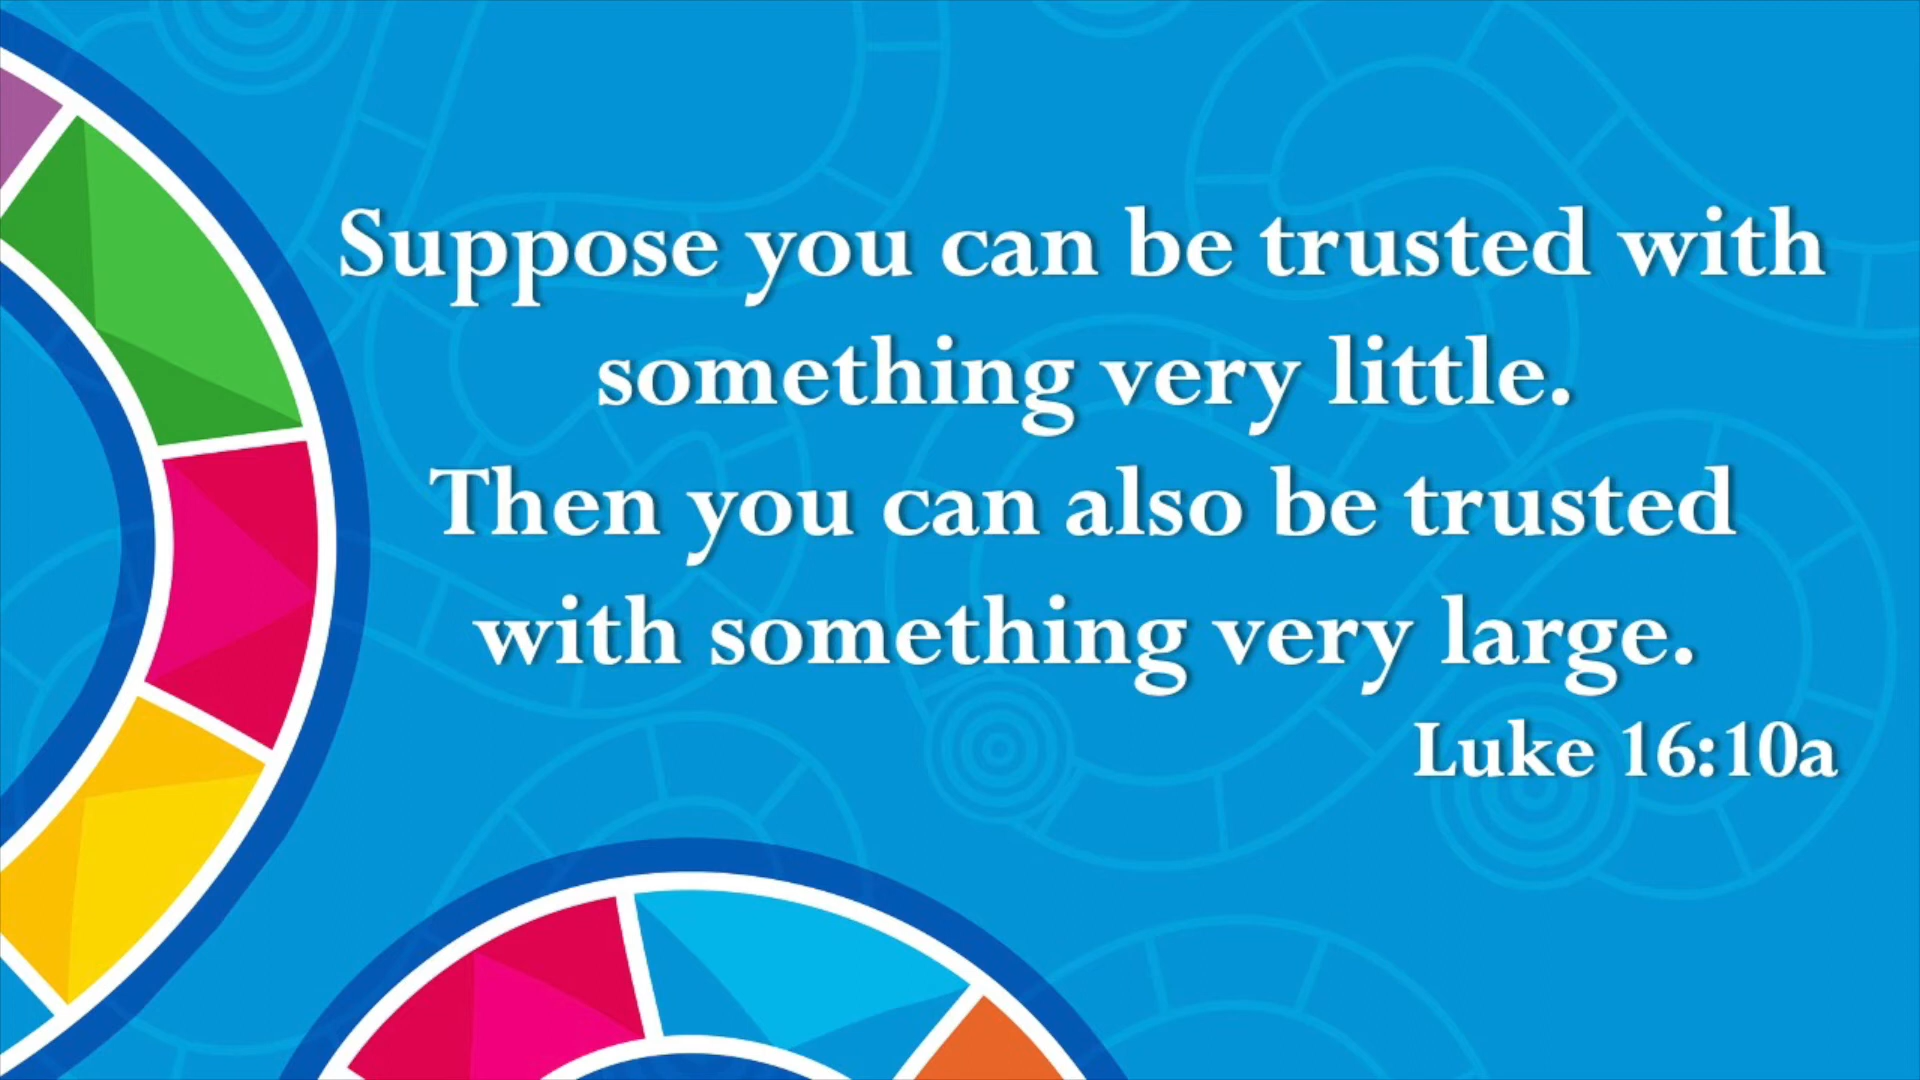 Suppose you can be trusted with
something very little.
Then you can also be trusted
with something very large.
Luke 16:10a